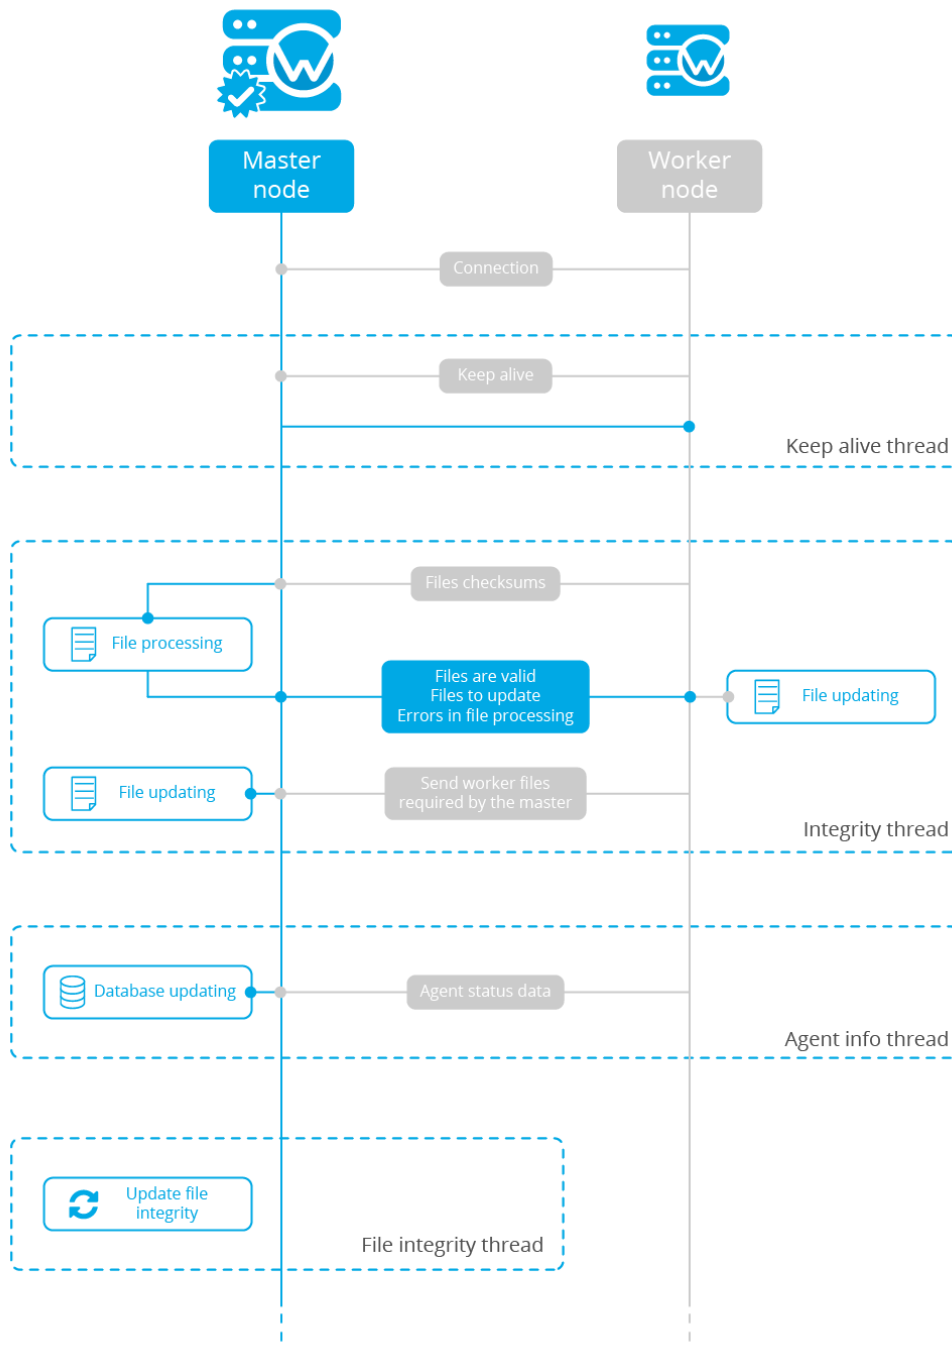 Master
node
Worker
node
Connection
Keep alive
Keep alive thread
Files checksums
File processing
Files are valid
Files to update
Errors in file processing
File updating
File updating
Send worker files
required by the master
Integrity thread
Database updating
Agent status data
Agent info thread
Update file
integrity
File integrity thread